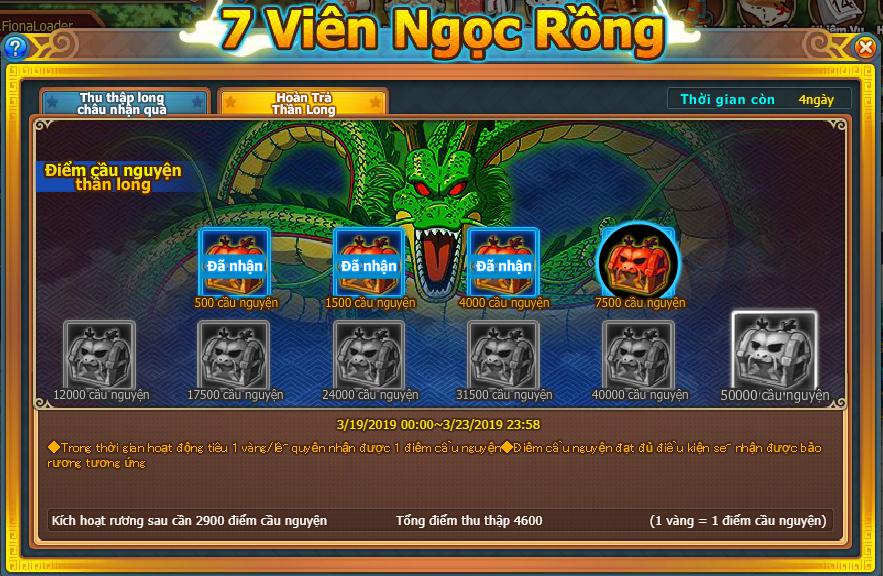 .FionaLoader
7 Viên Ngọc Rồng
Thu thập long
châu nhận quà
Hoàn Trả
Thần Long
Thời gian còn 4ngày
Điểm cầu nguyện
thần long
Đã nhận Đã nhận Đã nhận
500 cầu nguyện 1500 cầu nguyện 4000 cầu nguyện 7500 cầu nguyện
12000 cầu nguyện 17500 cầu nguyện 24000 cầu nguyện 31500 cầu nguyện 40000 cầu nguyện 50000 cầu nguyện
3/19/2019 00:00~3/23/2019 23:58
◆Trong thời gian hoạt động tiêu 1 vàng/lễ quyên nhận được 1 điểm cầu nguyện◆Điểm cầu nguyện đạt đủ điều kiện sẽ nhận được bảo
rương tương ứng
Kích hoạt rương sau cần 2900 điểm cầu nguyện Tổng điểm thu thập 4600 (1 vàng = 1 điểm cầu nguyện)